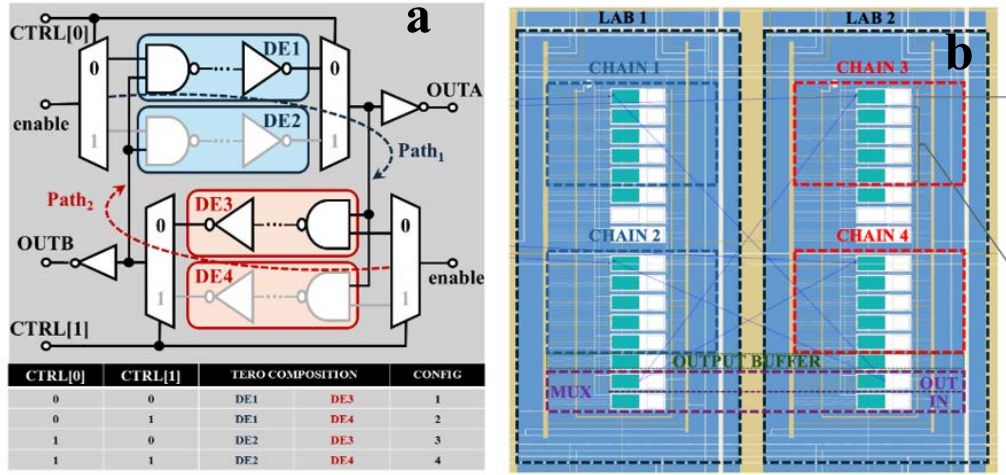 a
CTRL[0]
0
DE1
0
OUTA
enable
1
DE2
1
Path1
Path2
0
DE3
0
OUTB
enable
1
DE4
1
CTRL[1]
CTRL[0] CTRL[1] TERO COMPOSITION CONFIG
0 0 DE1 DE3 1
0 1 DE1 DE4 2
1 0 DE2 DE3 3
1 1 DE2 DE4 4
LAB 1 LAB 2
b
CHAIN 1 CHAIN 3
CHAIN 2 CHAIN 4
OUTPUT BUFFER
MUX OUT
IN